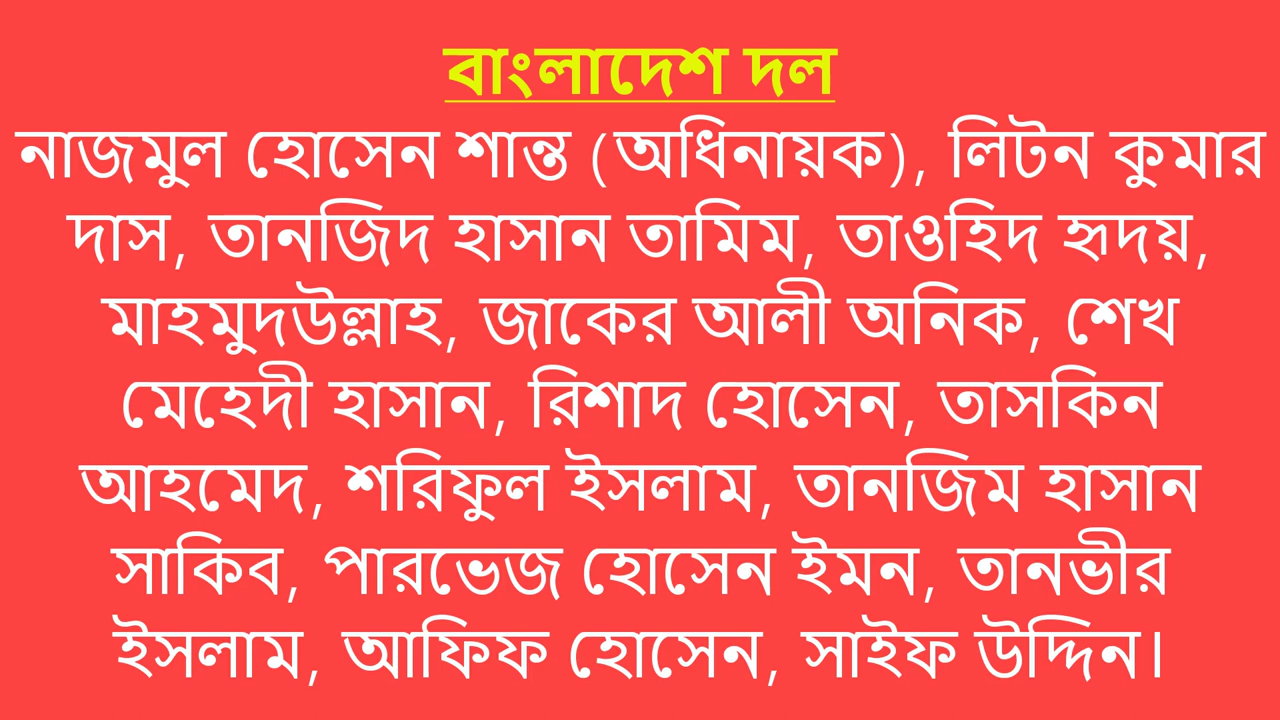 বাংলাদেশ দল
নাজমুল হোসেন শান্ত (অধিনায়ক), লিটন কুমার
দাস, তানজিদ হাসান তামিম, তাওহিদ হৃদয়,
মাহমুদউল্লাহ, জাকের আলী অনিক, শেখ
মেহেদী হাসান, রিশাদ হোসেন, তাসকিন
আহমেদ, শরিফুল ইসলাম, তানজিম হাসান
সাকিব, পারভেজ হোসেন ইমন, তানভীর
ইসলাম, আফিফ হোসেন, সাইফ উদ্দিন।